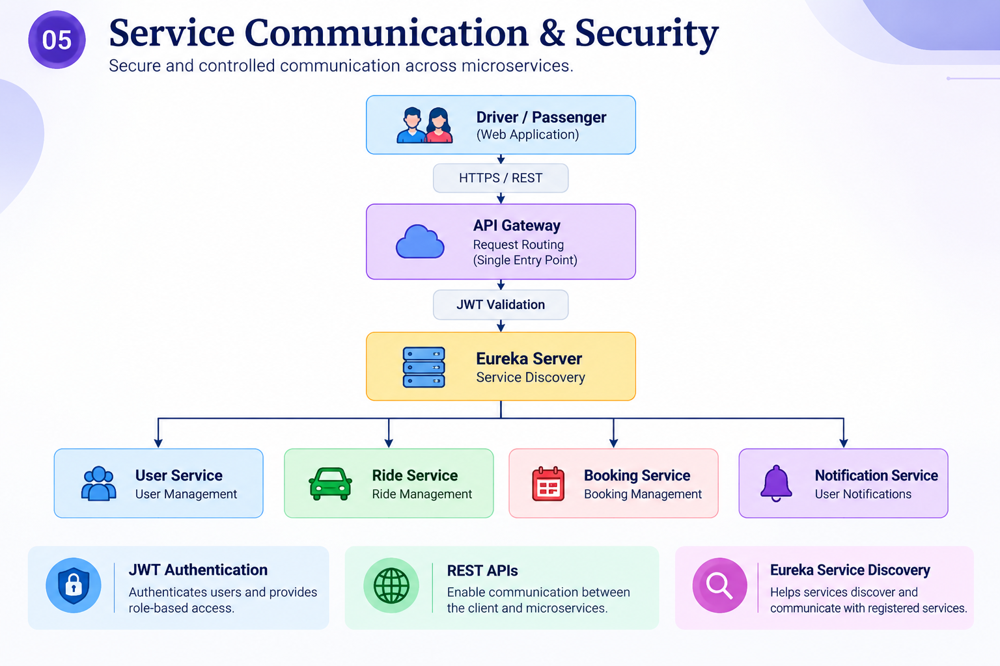 05
Service Communication & Security
Secure and controlled communication across microservices.
Driver / Passenger
(Web Application)
HTTPS / REST
API Gateway
Request Routing
(Single Entry Point)
JWT Validation
Eureka Server
Service Discovery
User Service
User Management
Ride Service
Ride Management
Booking Service
Booking Management
Notification Service
User Notifications
JWT Authentication
Authenticates users and provides
role-based access.
REST APIs
Enable communication between
the client and microservices.
Eureka Service Discovery
Helps services discover and
communicate with registered services.